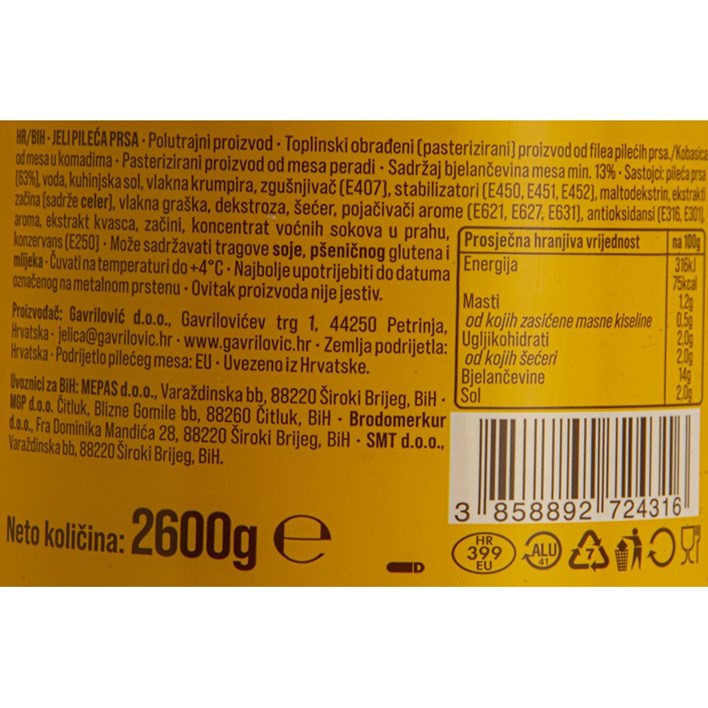 HR/BIH • JELI PILEĆA PRSA • Polutrajni proizvod • Toplinski obrađeni (pasterizirani) proizvod od filea pilećih prsa./Kobasica
od mesa u komadima • Pasterizirani proizvod od mesa peradi • Sadržaj bjelančevina mesa min. 13% • Sastojci: pileća prsa
(63%), voda, kuhinjska sol, vlakna krumpira, zgušnjivač (E407), stabilizatori (E450, E451, E452), maltodekstrin, ekstrakti
začina (sadrže celer), vlakna graška, dekstroza, šećer, pojačivači arome (E621, E627, E631), antioksidansi (E316, E301),
aroma, ekstrakt kvasca, začini, koncentrat voćnih sokova u prahu,
konzervans (E250) • Može sadržavati tragove soje, pšeničnog glutena i
mlijeka • Čuvati na temperaturi do +4°C • Najbolje upotrijebiti do datuma
označenog na metalnom prstenu • Ovitak proizvoda nije jestiv.
Proizvođač: Gavrilović d.o.o., Gavrilovićev trg 1, 44250 Petrinja,
Hrvatska • jelica@gavrilovic.hr • www.gavrilovic.hr • Zemlja podrijetla:
Hrvatska • Podrijetlo pilećeg mesa: EU • Uvezeno iz Hrvatske.
Uvoznici za BiH: MEPAS d.o.o., Varaždinska bb, 88220 Široki Brijeg, BiH •
MGP d.o.o. Čitluk, Blizne Gomile bb, 88260 Čitluk, BiH • Brodomerkur
d.o.o., Fra Dominika Mandića 28, 88220 Široki Brijeg, BiH • SMT d.o.o.,
Varaždinska bb, 88220 Široki Brijeg, BiH.
Prosječna hranjiva vrijednost na 100g
Energija 316kJ
75kcal
Masti 1,2g
od kojih zasićene masne kiseline 0,5g
Ugljikohidrati 2,0g
od kojih šećeri 2,0g
Bjelančevine 14g
Sol 2,0g
3 858892 724316
Neto količina: 2600g e
D
HR
399
EU
ALU
41
7